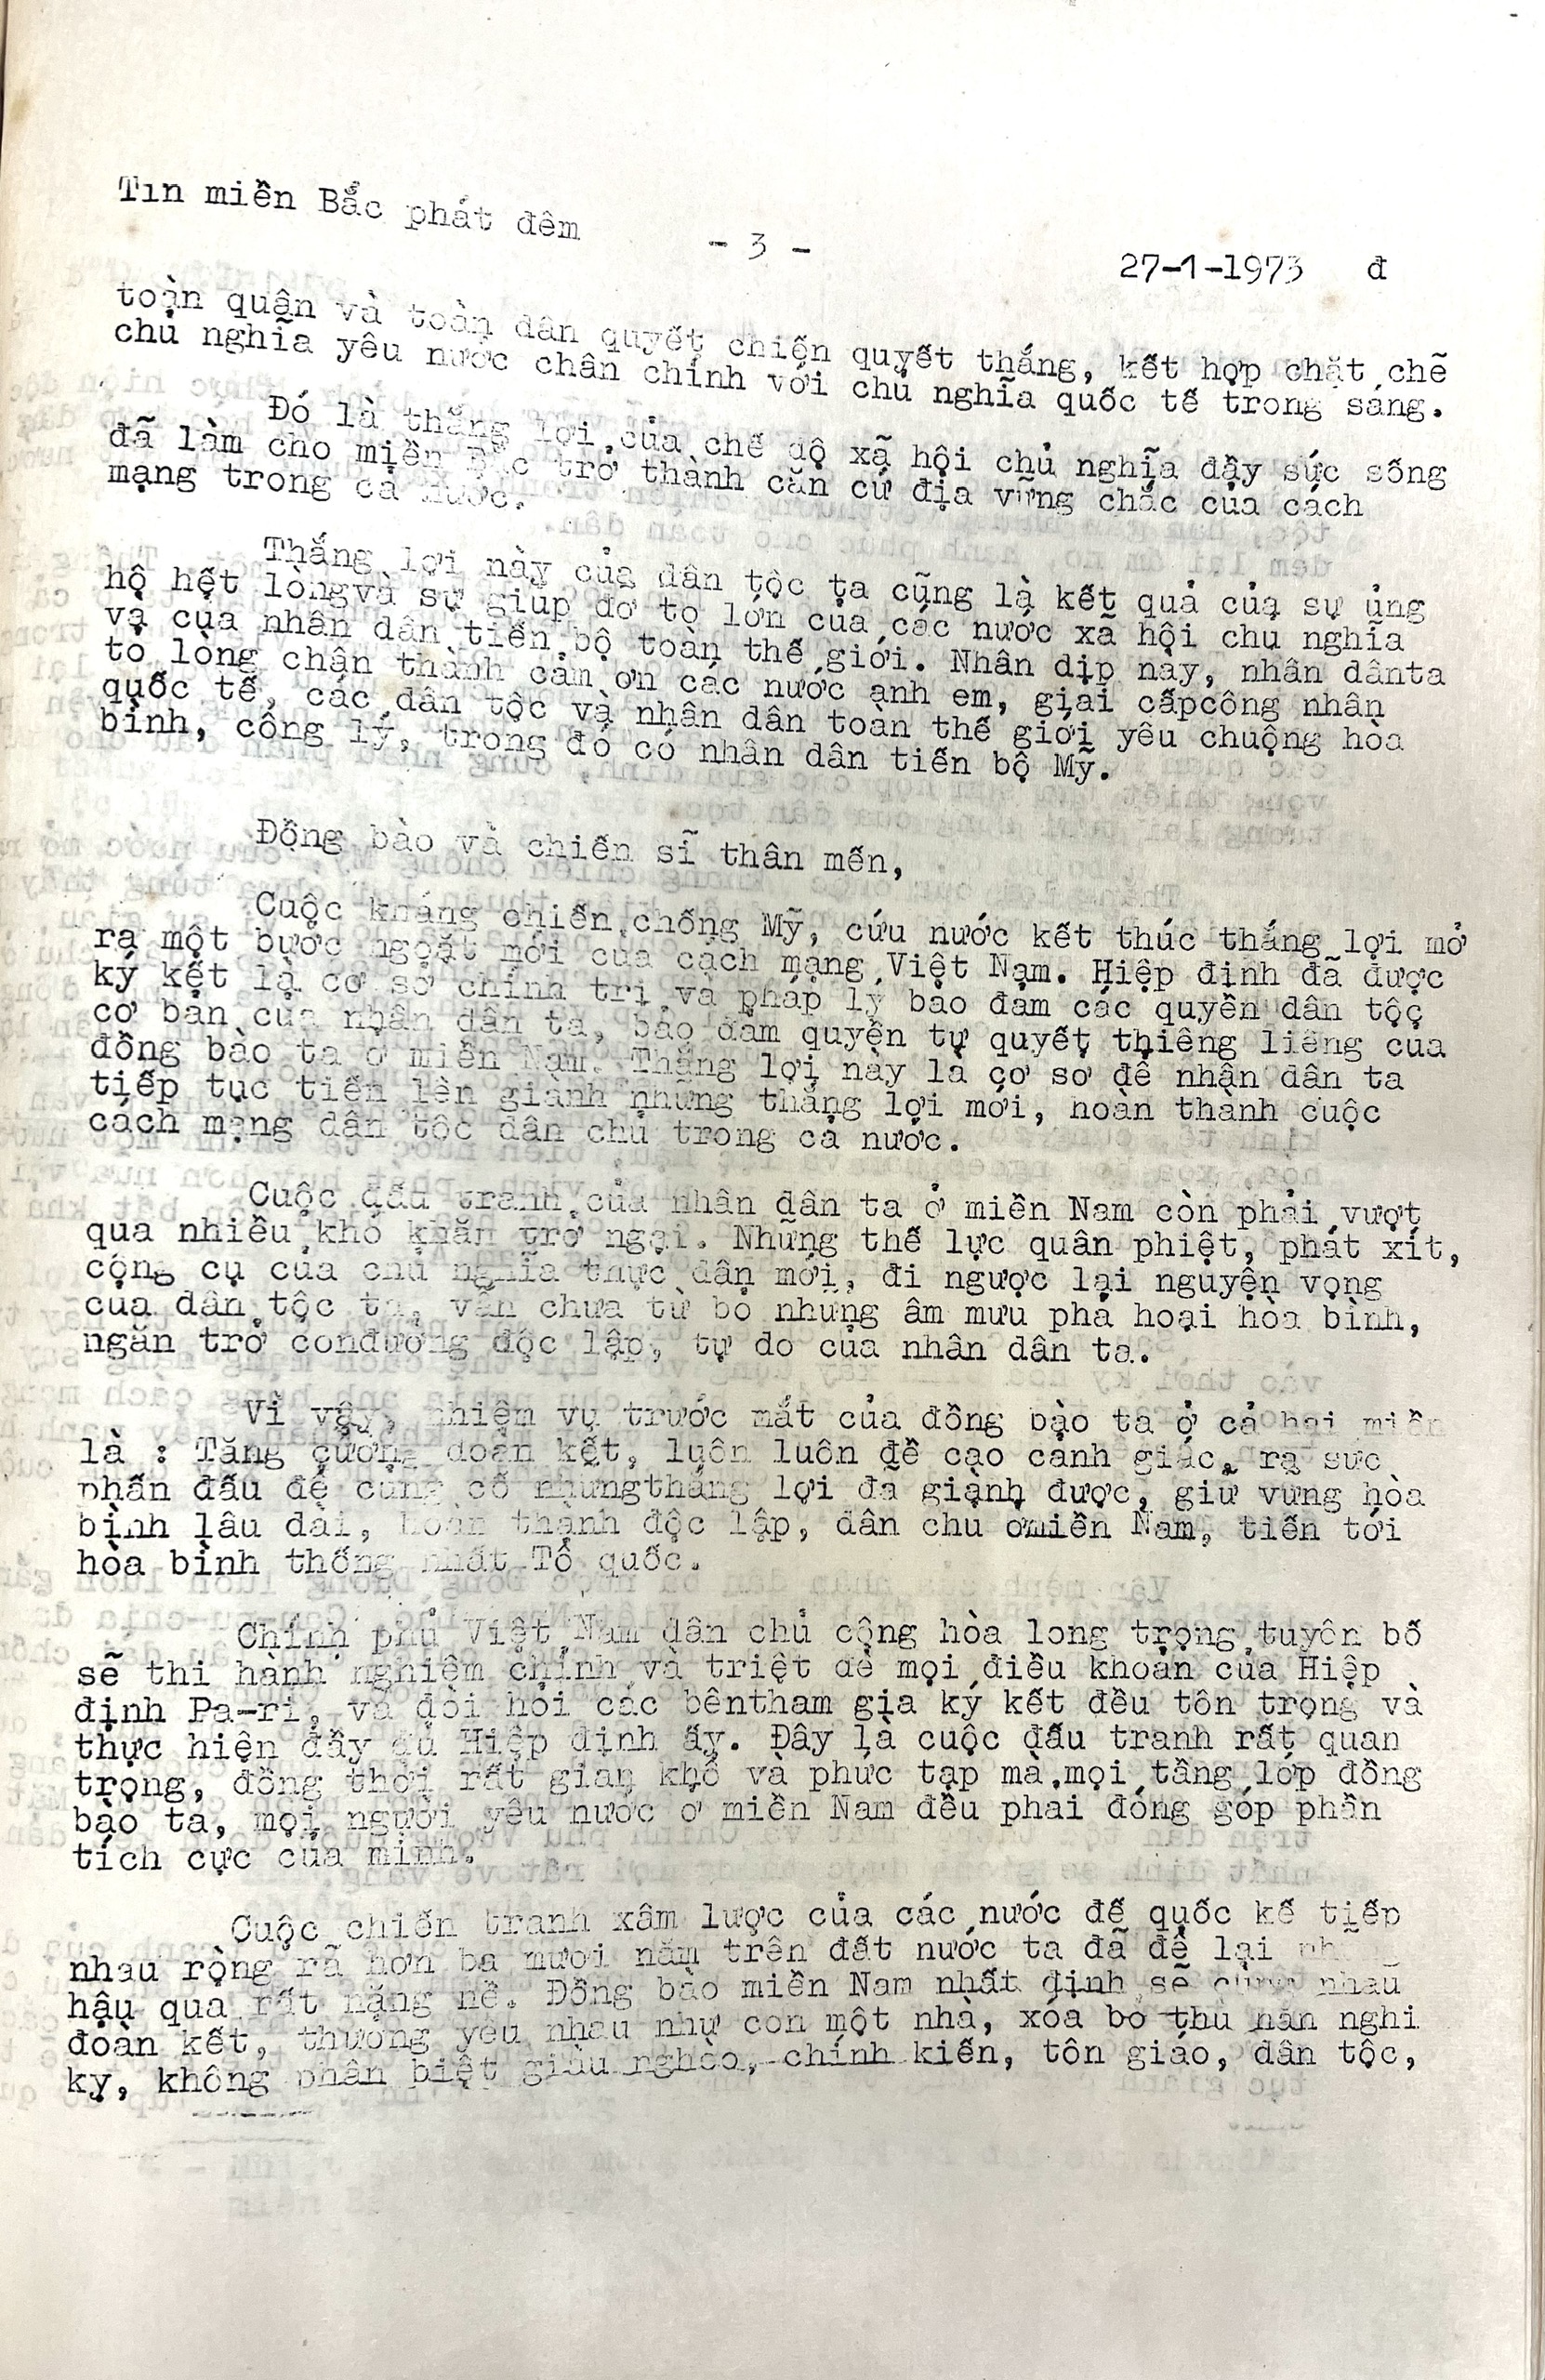 Tin miền Bắc phát đêm
- 3 -
27-1-1973 đ
toàn quân và toàn dân quyết chiến quyết thắng, kết hợp chặt chẽ
chủ nghĩa yêu nước chân chính với chủ nghĩa quốc tế trong sáng.
Đó là thắng lợi của chế độ xã hội chủ nghĩa đầy sức sống
đã làm cho miền Bắc trở thành căn cứ địa vững chắc của cách
mạng trong cả nước.
Thắng lợi này của dân tộc ta cũng là kết quả của sự ủng
hộ hết lòngvà sự giúp đỡ to lớn của các nước xã hội chủ nghĩa
và của nhân dân tiến bộ toàn thế giới. Nhân dịp này, nhân dânta
tỏ lòng chân thành cảm ơn các nước anh em, giai cấpcông nhân
quốc tế, các dân tộc và nhân dân toàn thế giới yêu chuộng hòa
bình, công lý, trong đó có nhân dân tiến bộ Mỹ.
Đồng bào và chiến sĩ thân mến,
Cuộc kháng chiến chống Mỹ, cứu nước kết thúc thắng lợi mở
ra một bước ngoặt mới của cách mạng Việt Nam. Hiệp định đã được
ký kết là cơ sở chính trị và pháp lý bảo đảm các quyền dân tộc
cơ bản của nhân dân ta, bảo đảm quyền tự quyết thiêng liêng của
đồng bào ta ở miền Nam. Thắng lợi này là cơ sở để nhân dân ta
tiếp tục tiến lên giành những thắng lợi mới, hoàn thành cuộc
cách mạng dân tộc dân chủ trong cả nước.
Cuộc đấu tranh của nhân dân ta ở miền Nam còn phải vượt
qua nhiều khó khăn trở ngại. Những thế lực quân phiệt, phát xít,
công cụ của chủ nghĩa thực dân mới, đi ngược lại nguyện vọng
của dân tộc ta, vẫn chưa từ bỏ những âm mưu phá hoại hòa bình,
ngăn trở conđường độc lập, tự do của nhân dân ta.
Vì vậy, nhiệm vụ trước mắt của đồng bào ta ở cả hai miền
là : Tăng cường đoàn kết, luôn luôn đề cao cảnh giác, ra sức
phấn đấu để củng cố nhữngthắng lợi đã giành được, giữ vững hòa
bình lâu dài, hoàn thành độc lập, dân chủ ởmiền Nam, tiến tới
hòa bình thống nhất Tổ quốc.
Chính phủ Việt Nam dân chủ cộng hòa long trọng tuyên bố
sẽ thi hành nghiêm chỉnh và triệt để mọi điều khoản của Hiệp
định Pa-ri, và đòi hỏi các bêntham gia ký kết đều tôn trọng và
thực hiện đầy đủ Hiệp định ấy. Đây là cuộc đấu tranh rất quan
trọng, đồng thời rất gian khổ và phức tạp mà mọi tầng lớp đồng
bào ta, mọi người yêu nước ở miền Nam đều phải đóng góp phần
tích cực của mình.
Cuộc chiến tranh xâm lược của các nước đế quốc kế tiếp
nhau ròng rã hơn ba mươi năm trên đất nước ta đã để lại
hậu quả rất nặng nề. Đồng bào miền Nam nhất định sẽ cùng nhau
đoàn kết, thương yêu nhau như con một nhà, xóa bỏ thù hằn nghi
kỵ, không phân biệt giàu nghèo, chính kiến, tôn giáo, dân tộc,